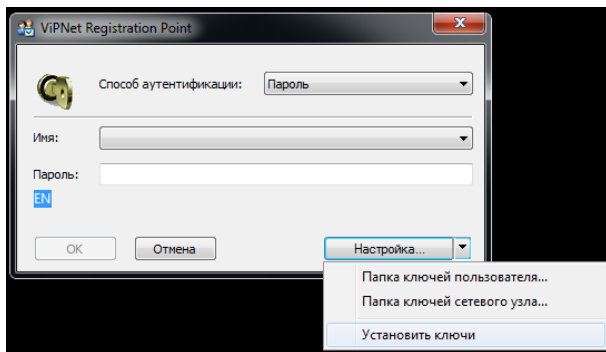 ViPNet Registration Point
Способ аутентификации: Пароль
Имя:
Пароль:
EN
OK Отмена Настройка...
Папка ключей пользователя...
Папка ключей сетевого узла...
Установить ключи